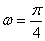 ω = π/4